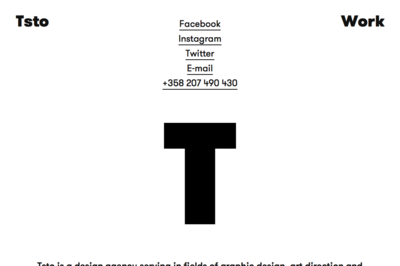 Tsto
Facebook
Work
Instagram
Twitter
E-mail
+358 207 490 430
T
Tsto is a design agency serving in fields of graphic design, art direction and